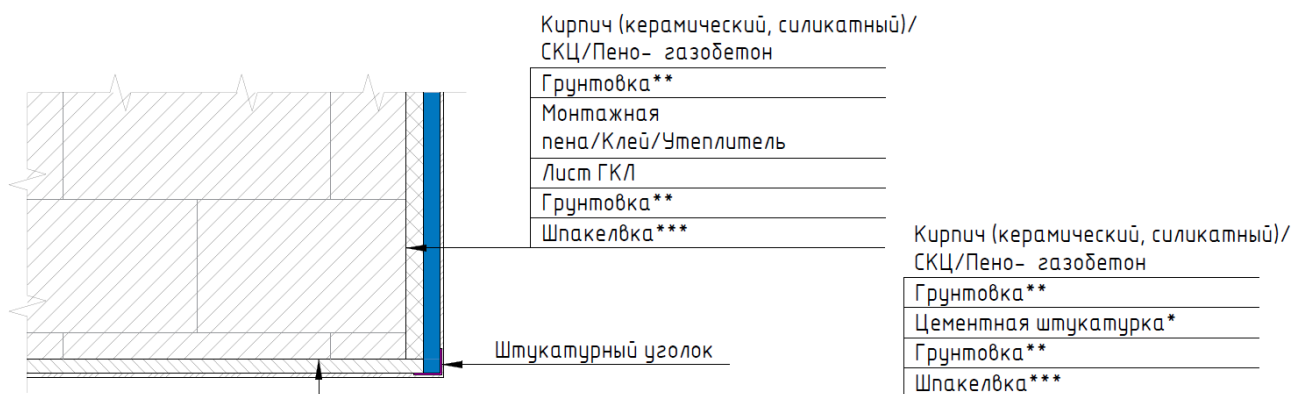 Кирпич (керамический, силикатный)/
СКЦ/Пено- газобетон
Грунтовка**
Монтажная
пена/Клей/Утеплитель
Лист ГКЛ
Грунтовка**
Шпакелвка***
Штукатурный уголок
Кирпич (керамический, силикатный)/
СКЦ/Пено- газобетон
Грунтовка**
Цементная штукатурка*
Грунтовка**
Шпакелвка***